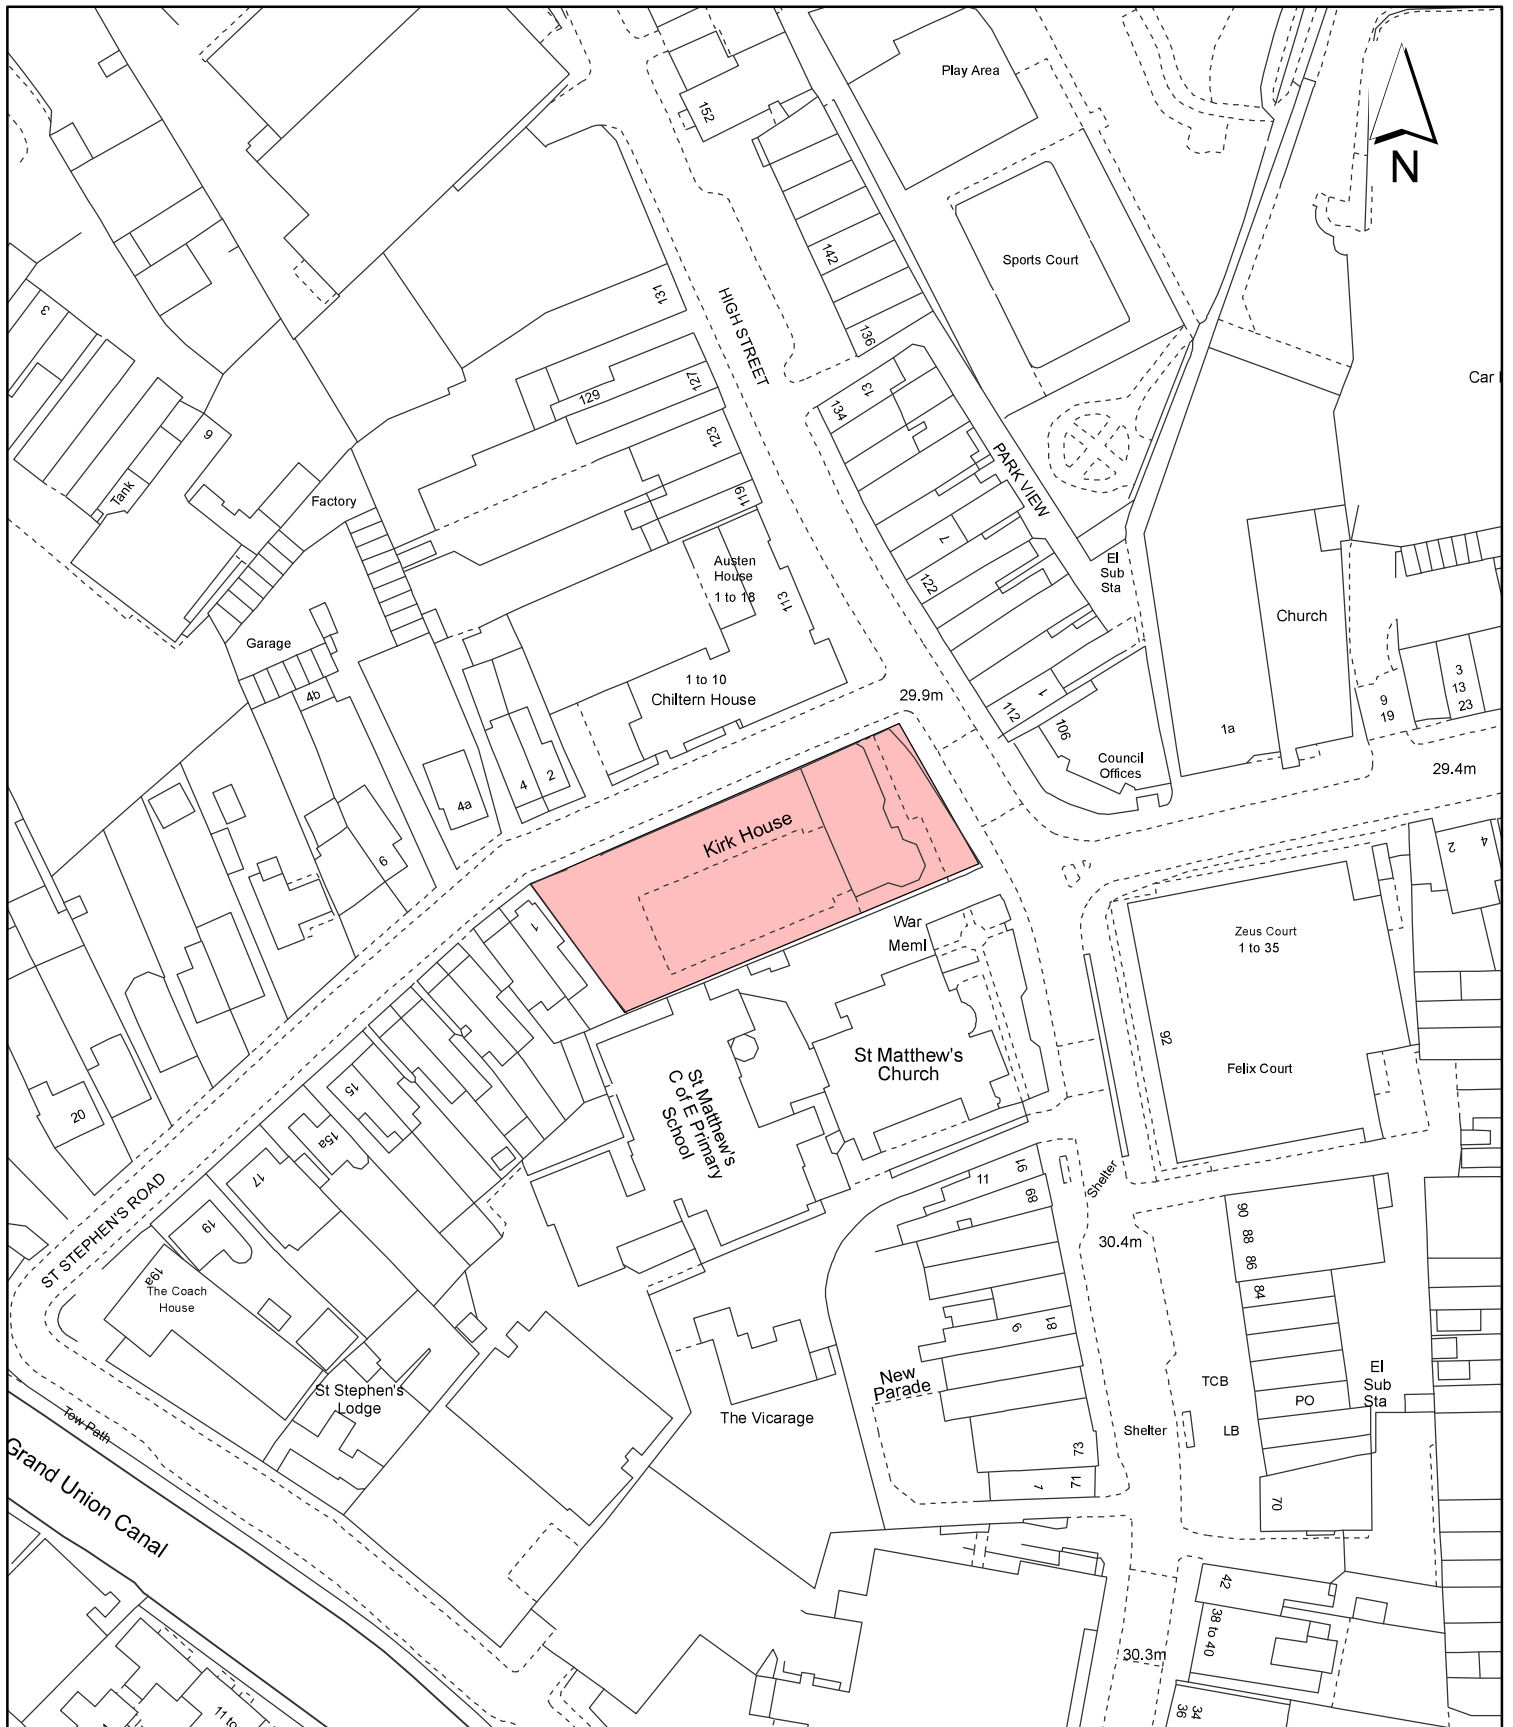 Play Area
N
152
142
Sports Court
HIGH STREET
131
136
3
Car
13
134
127
129
123
PARK VIEW
6
Tank
Factory
119
7
122
El
Sub
Sta
Austen
House
1 to 18
113
Church
Garage
4b
1 to 10
Chiltern House
29.9m
1
112
106
Council
Offices
1a
9
19
3
13
23
29.4m
4a
4
2
Kirk House
6
2
4
1
War
Meml
Zeus Court
1 to 35
92
St Matthew's
Church
Felix Court
St Matthew's
C of E Primary
School
20
15
15a
17
19
11
91
89
Shelter
ST STEPHEN'S ROAD
30.4m
90
88
86
84
19a
The Coach
House
9
81
St Stephen's
Lodge
New
Parade
The Vicarage
TCB
PO
El
Sub
Sta
Shelter
LB
Tow Path
73
71
7
70
Grand Union Canal
42
38 to 40
30.3m
34
36
11 to